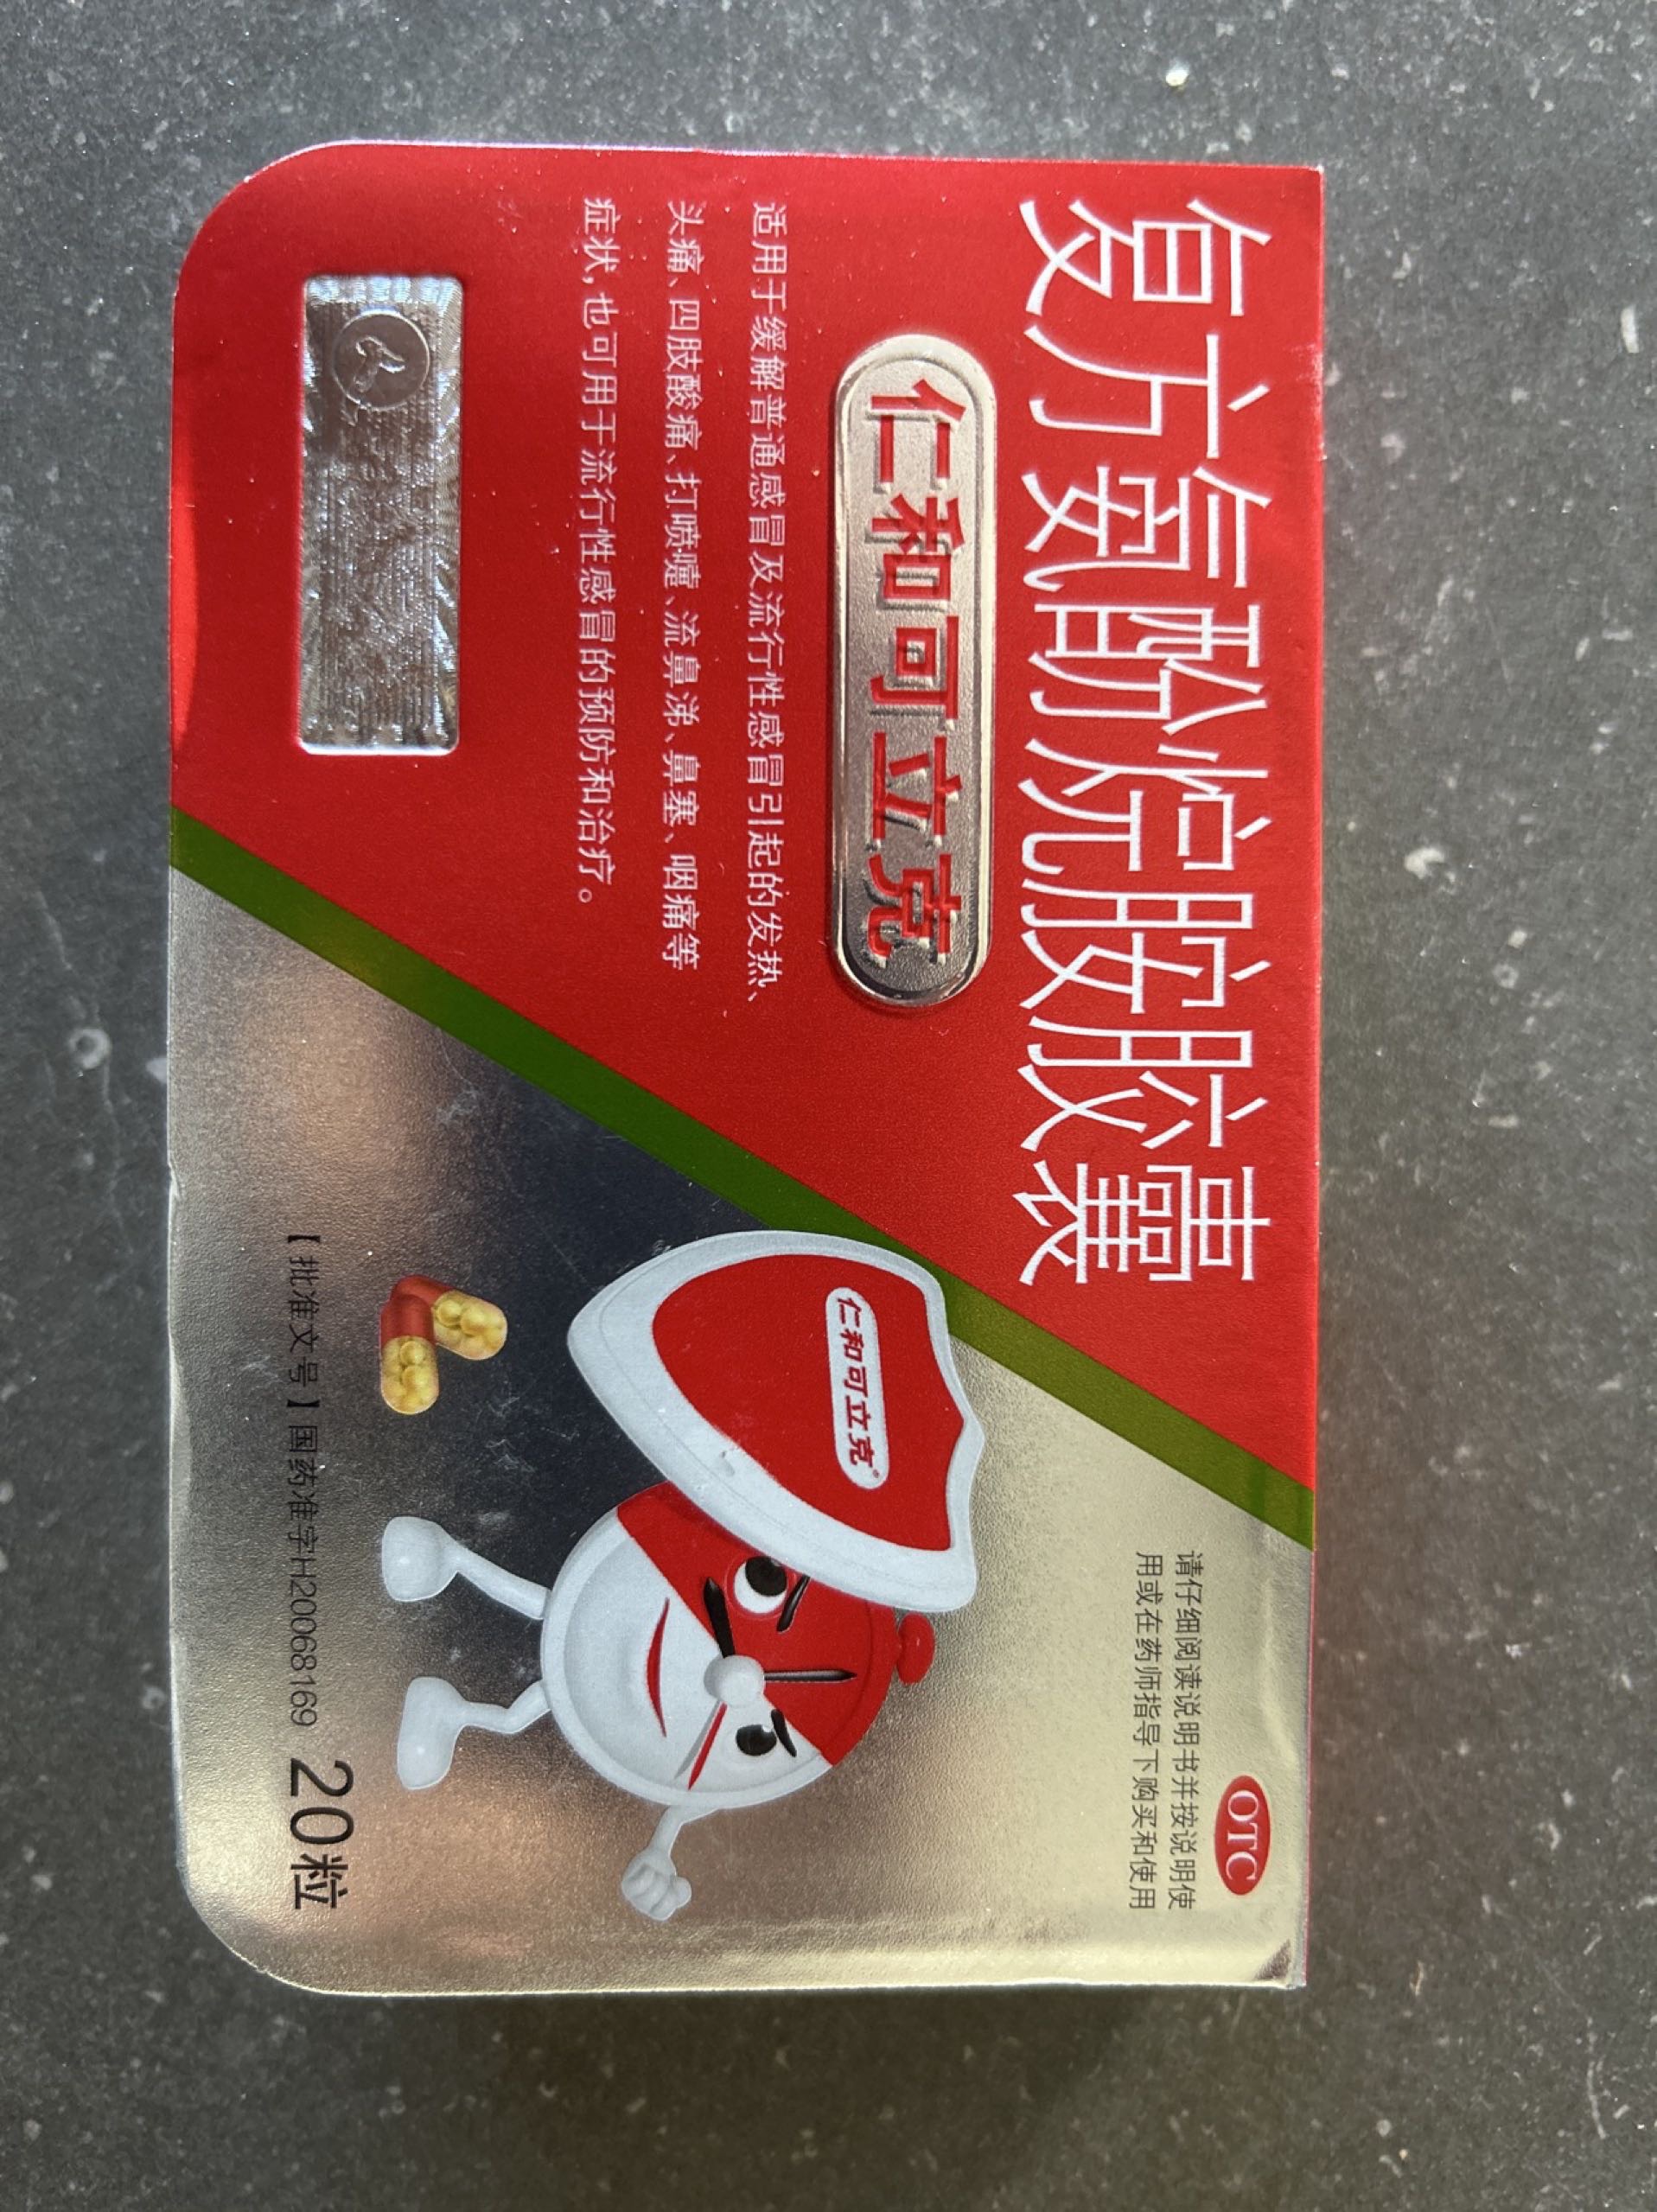 复方氨酚烷胺胶囊
仁和可立克
适用于缓解普通感冒及流行性感冒引起的发热、
头痛、四肢酸痛、打喷嚏、流鼻涕、鼻塞、咽痛等
症状,也可用于流行性感冒的预防和治疗。
OTC
请仔细阅读说明书并按说明使
用或在药师指导下购买和使用
仁和可立克®
【批准文号】国药准字H20068169
20粒